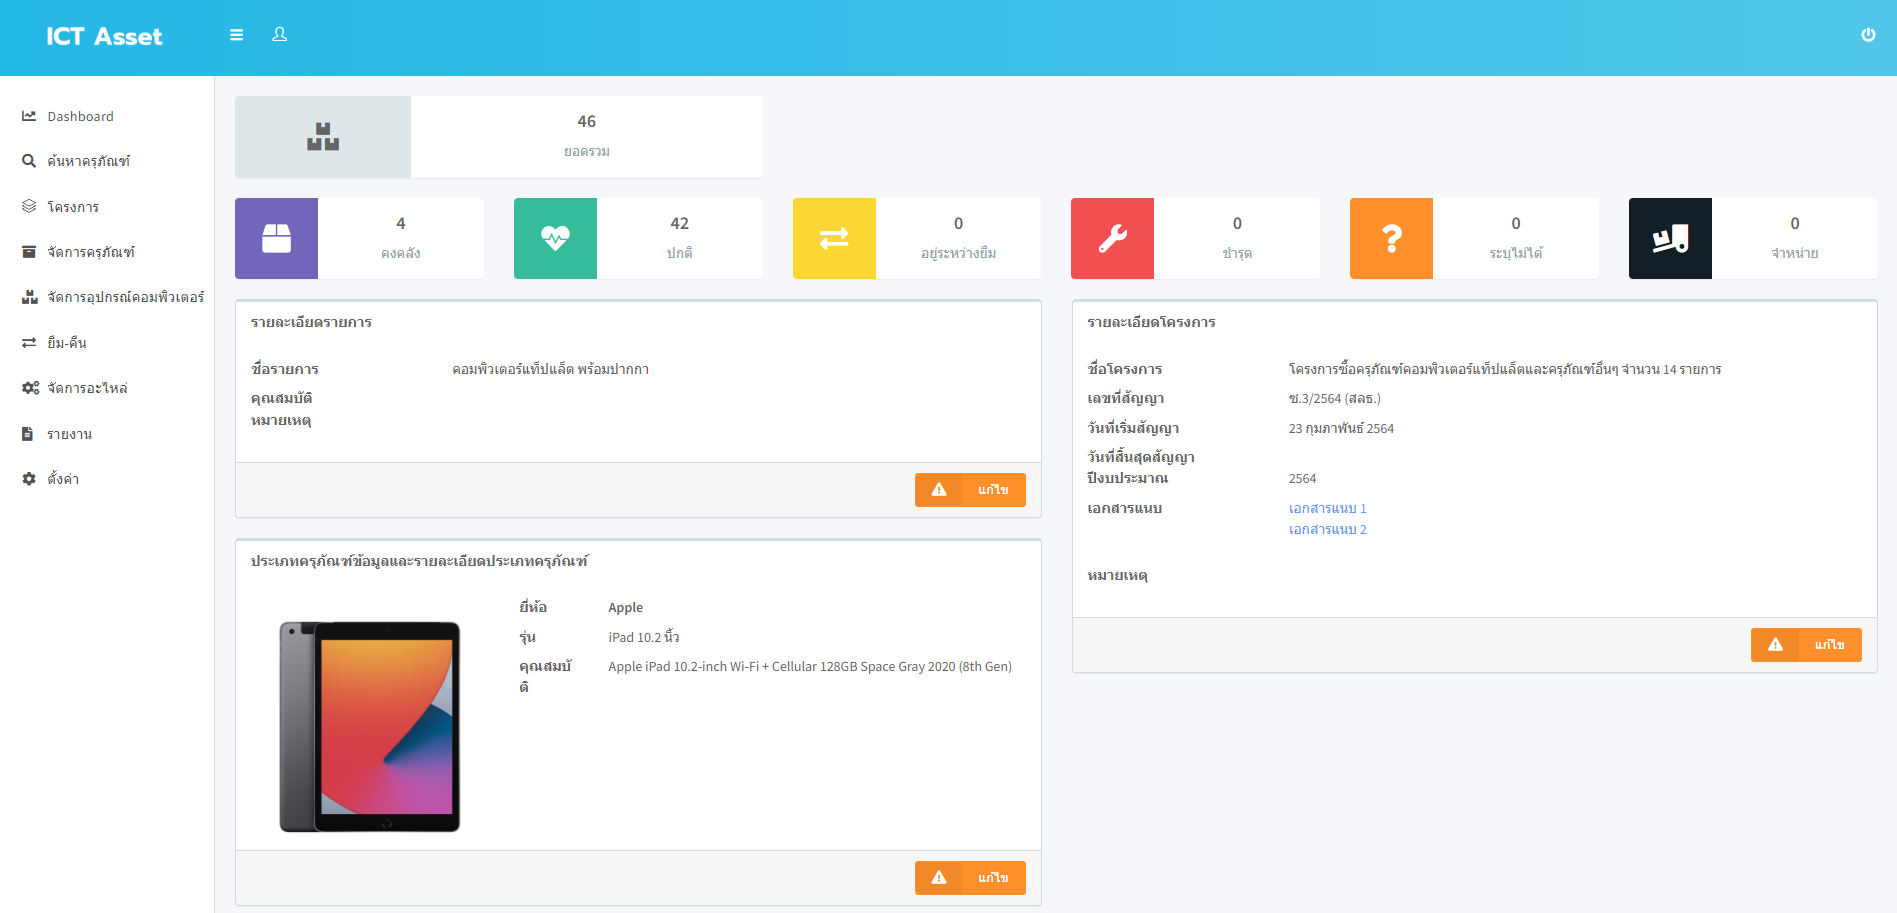 ICT Asset
Dashboard
ค้นหาครุภัณฑ์
โครงการ
จัดการครุภัณฑ์
จัดการอุปกรณ์คอมพิวเตอร์
ยืม-คืน
จัดการอะไหล่
รายงาน
ตั้งค่า
46
ยอดรวม
4
คงคลัง
42
ปกติ
0
อยู่ระหว่างยืม
0
ชำรุด
0
ระบุไม่ได้
0
จำหน่าย
รายละเอียดรายการ
ชื่อรายการ คอมพิวเตอร์แท็ปแล็ต พร้อมปากกา
คุณสมบัติ
หมายเหตุ
แก้ไข
ประเภทครุภัณฑ์ข้อมูลและรายละเอียดประเภทครุภัณฑ์
ยี่ห้อ Apple
รุ่น iPad 10.2 นิ้ว
คุณสมบั Apple iPad 10.2-inch Wi-Fi + Cellular 128GB Space Gray 2020 (8th Gen)
ติ
แก้ไข
รายละเอียดโครงการ
ชื่อโครงการ โครงการซื้อครุภัณฑ์คอมพิวเตอร์แท็ปแล็ตและครุภัณฑ์อื่นๆ จำนวน 14 รายการ
เลขที่สัญญา ซ.3/2564 (สลธ.)
วันที่เริ่มสัญญา 23 กุมภาพันธ์ 2564
วันที่สิ้นสุดสัญญา
ปีงบประมาณ 2564
เอกสารแนบ เอกสารแนบ 1
เอกสารแนบ 2
หมายเหตุ
แก้ไข